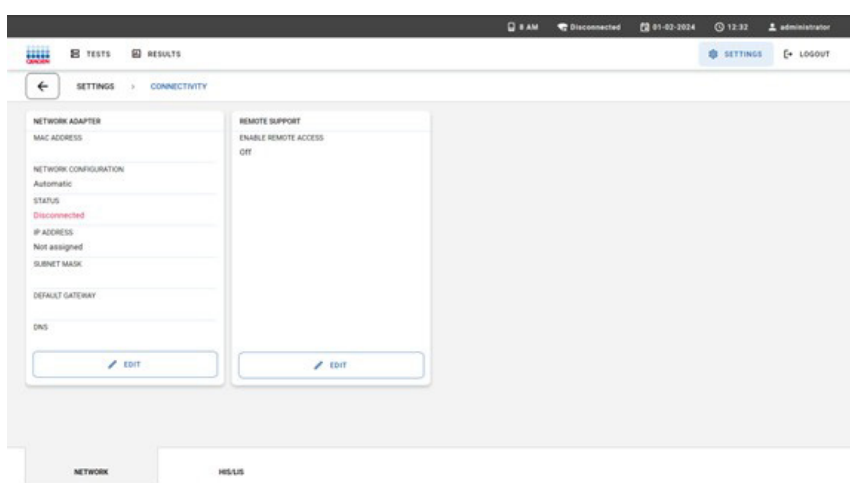 8 AM Disconnected 01-02-2024 12:32 administrator
QIAGEN TESTS RESULTS SETTINGS LOGOUT
SETTINGS > CONNECTIVITY
NETWORK ADAPTER
MAC ADDRESS
NETWORK CONFIGURATION
Automatic
STATUS
Disconnected
IP ADDRESS
Not assigned
SUBNET MASK
DEFAULT GATEWAY
DNS
EDIT
REMOTE SUPPORT
ENABLE REMOTE ACCESS
Off
EDIT
NETWORK HIS/LIS